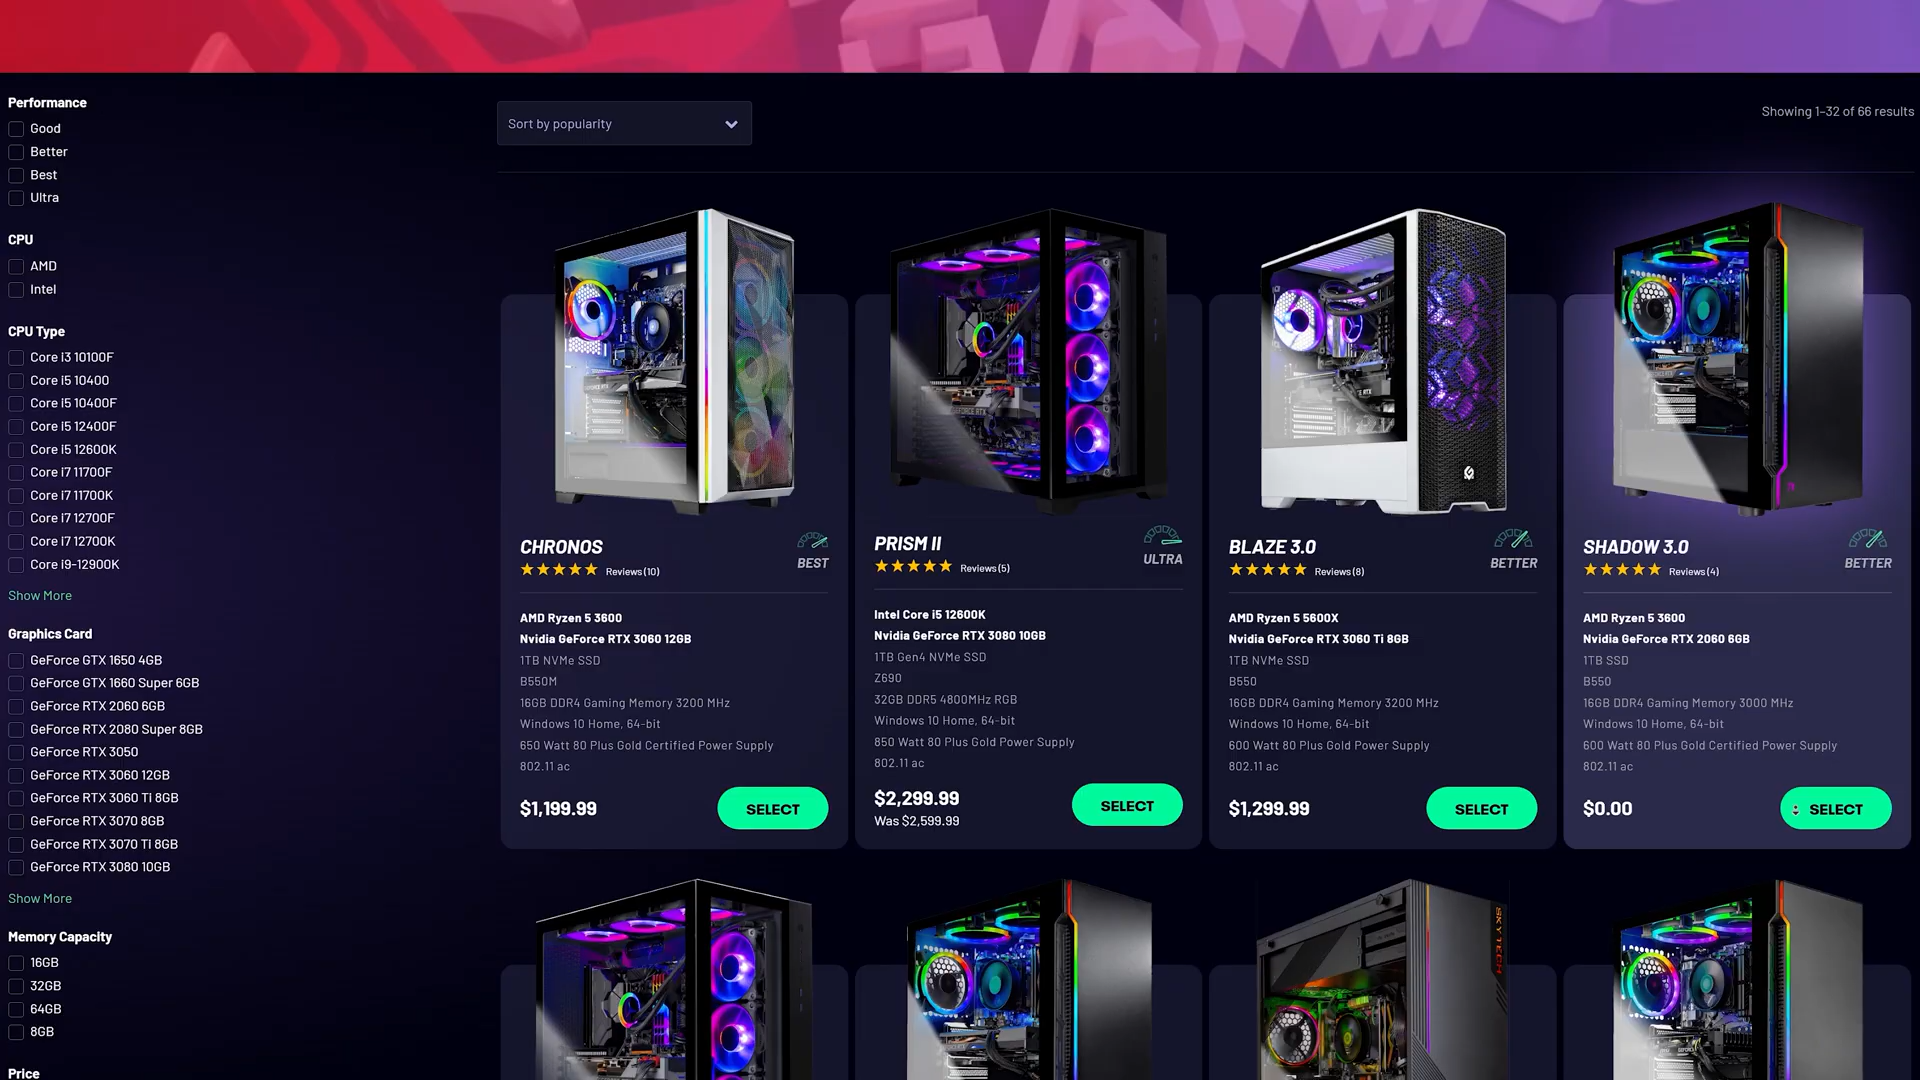 Performance
Good
Better
Best
Ultra
CPU
AMD
Intel
CPU Type
Core i3 10100F
Core i5 10400
Core i5 10400F
Core i5 12400F
Core i5 12600K
Core i7 11700F
Core i7 11700K
Core i7 12700F
Core i7 12700K
Core i9-12900K
Show More
Graphics Card
GeForce GTX 1650 4GB
GeForce GTX 1660 Super 6GB
GeForce RTX 2060 6GB
GeForce RTX 2080 Super 8GB
GeForce RTX 3050
GeForce RTX 3060 12GB
GeForce RTX 3060 TI 8GB
GeForce RTX 3070 8GB
GeForce RTX 3070 TI 8GB
GeForce RTX 3080 10GB
Show More
Memory Capacity
16GB
32GB
64GB
8GB
Price
Sort by popularity
Showing 1-32 of 66 results
CHRONOS
BEST
Reviews(10)
AMD Ryzen 5 3600
Nvidia GeForce RTX 3060 12GB
1TB NVMe SSD
B550M
16GB DDR4 Gaming Memory 3200 MHz
Windows 10 Home, 64-bit
650 Watt 80 Plus Gold Certified Power Supply
802.11 ac
$1,199.99
SELECT
PRISM II
ULTRA
Reviews(5)
Intel Core i5 12600K
Nvidia GeForce RTX 3080 10GB
1TB Gen4 NVMe SSD
Z690
32GB DDR5 4800MHz RGB
Windows 10 Home, 64-bit
850 Watt 80 Plus Gold Power Supply
802.11 ac
$2,299.99
Was $2,599.99
SELECT
BLAZE 3.0
BETTER
Reviews(8)
AMD Ryzen 5 5600X
Nvidia GeForce RTX 3060 Ti 8GB
1TB NVMe SSD
B550
16GB DDR4 Gaming Memory 3200 MHz
Windows 10 Home, 64-bit
600 Watt 80 Plus Gold Power Supply
802.11 ac
$1,299.99
SELECT
SHADOW 3.0
BETTER
Reviews(4)
AMD Ryzen 5 3600
Nvidia GeForce RTX 2060 6GB
1TB SSD
B550
16GB DDR4 Gaming Memory 3000 MHz
Windows 10 Home, 64-bit
600 Watt 80 Plus Gold Certified Power Supply
802.11 ac
$0.00
SELECT
SKYTECH